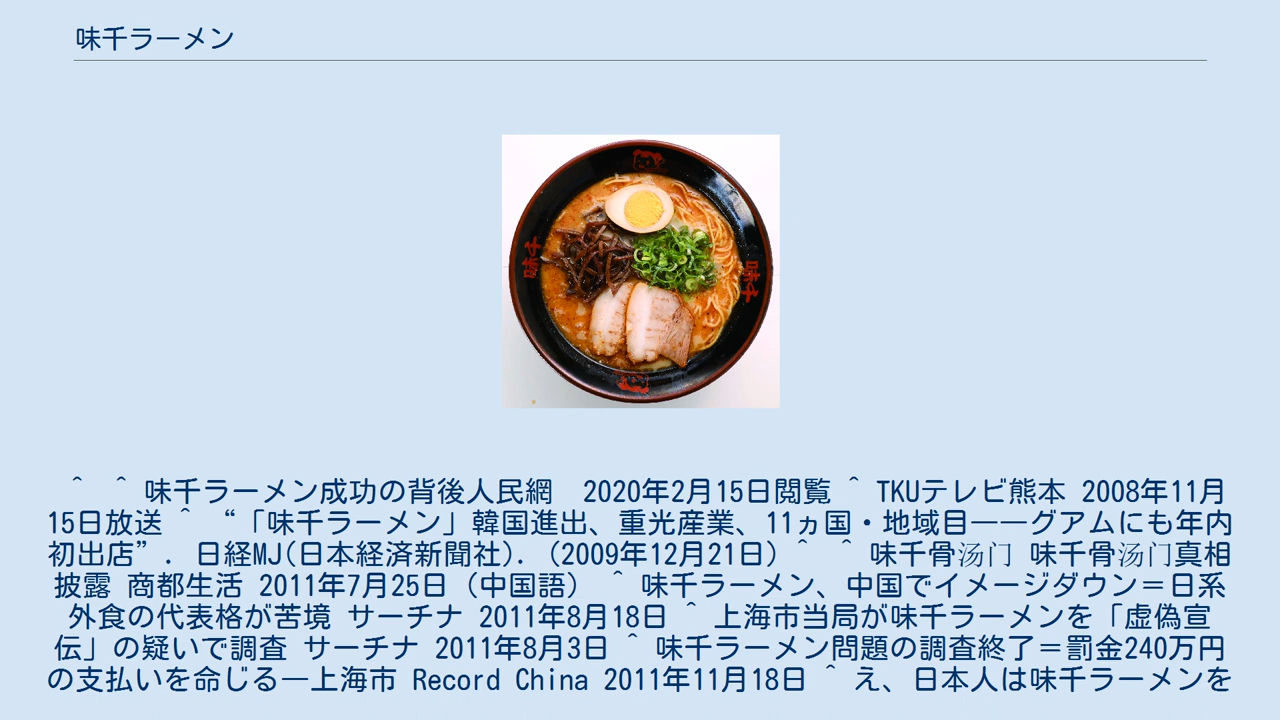 味千ラーメン
味千
味千
^ ^ 味千ラーメン成功の背後人民網　2020年2月15日閲覧 ^ TKUテレビ熊本 2008年11月
15日放送 ^ “「味千ラーメン」韓国進出、重光産業、11ヵ国・地域目――グアムにも年内
初出店”. 日経MJ(日本経済新聞社). (2009年12月21日) ^ ^ 味千骨汤门 味千骨汤门真相
披露 商都生活 2011年7月25日（中国語） ^ 味千ラーメン、中国でイメージダウン＝日系
外食の代表格が苦境 サーチナ 2011年8月18日 ^ 上海市当局が味千ラーメンを「虚偽宣
伝」の疑いで調査 サーチナ 2011年8月3日 ^ 味千ラーメン問題の調査終了＝罰金240万円
の支払いを命じる―上海市 Record China 2011年11月18日 ^ え、日本人は味千ラーメンを